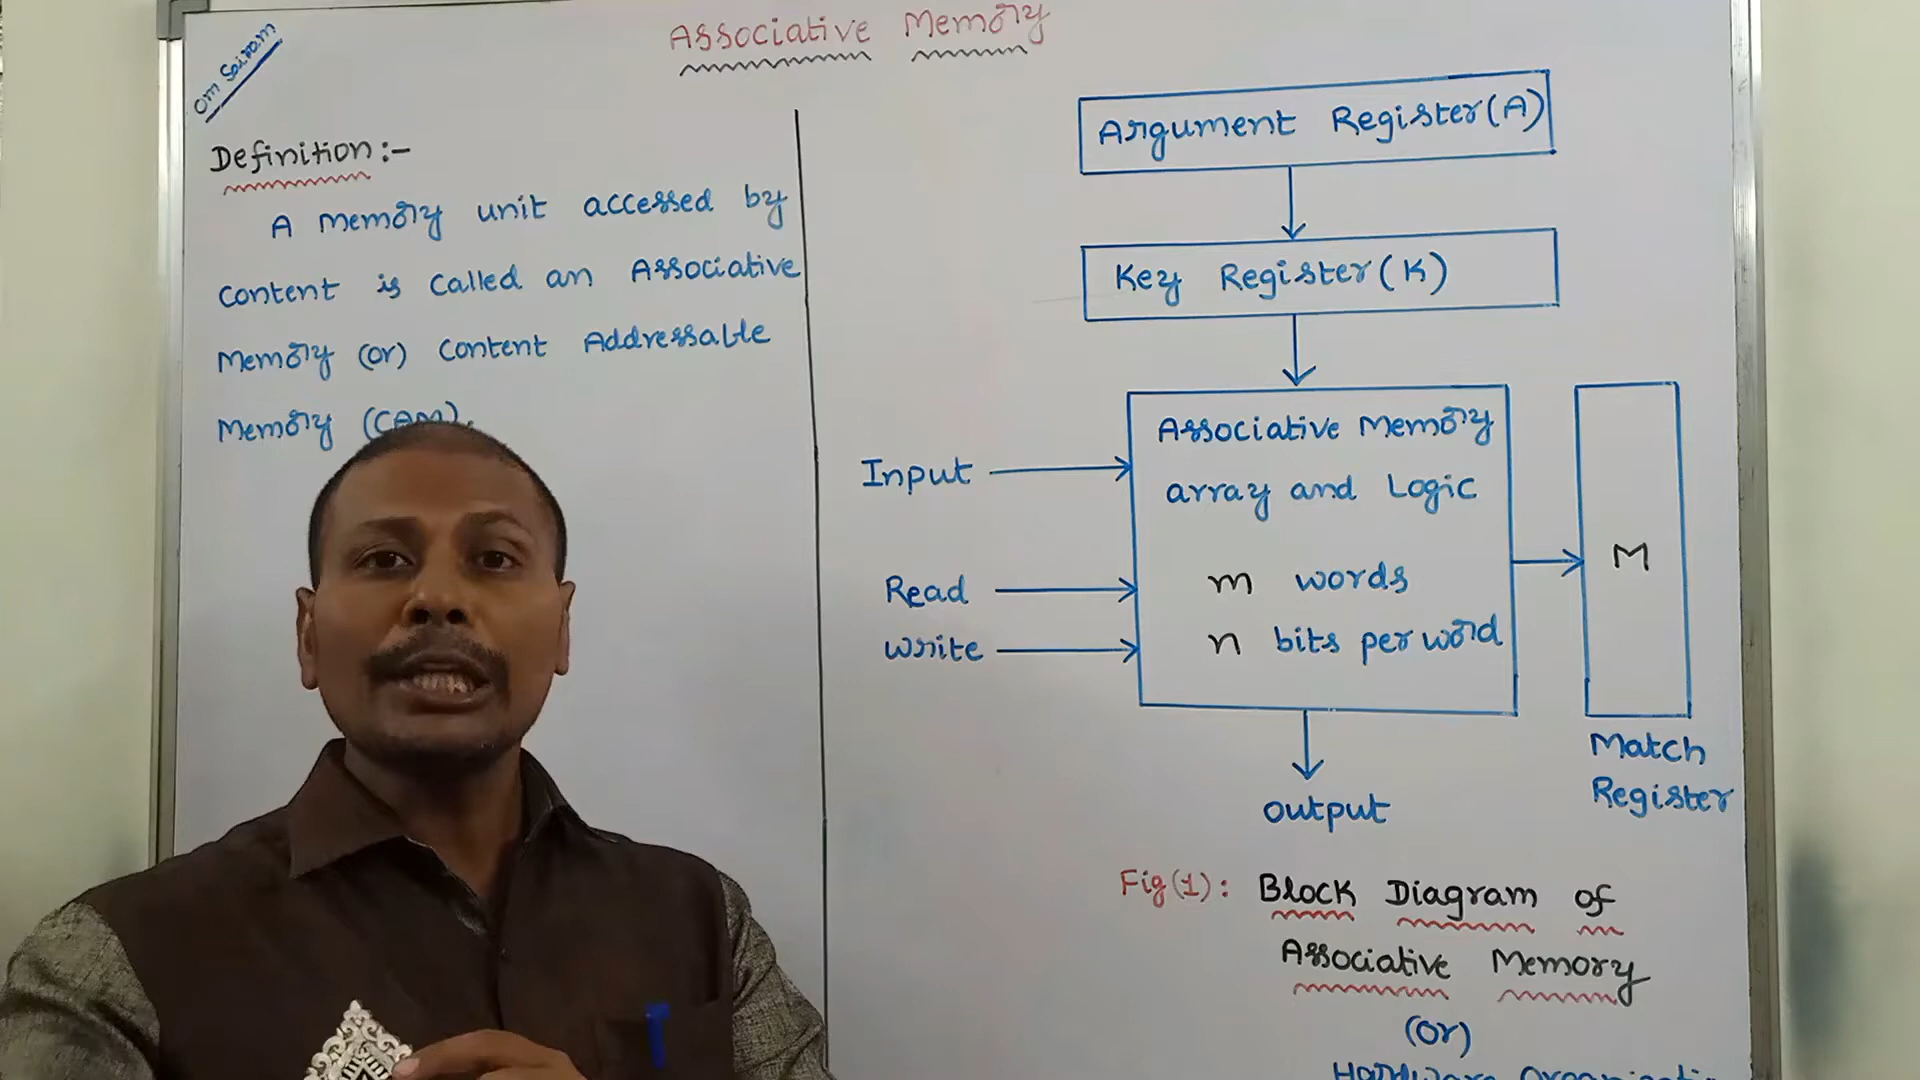 Om Sairam
Associative Memory
Definition:-
A Memory unit accessed by
content is called an Associative
Memory (or) Content Addressable
Memory (CAM).
Argument Register(A)
Key Register(K)
Associative Memory
array and Logic
m words
n bits per word
Input
Read
Write
M
Match
Register
output
Fig(1): Block Diagram of
Associative Memory
(or)
Hardware